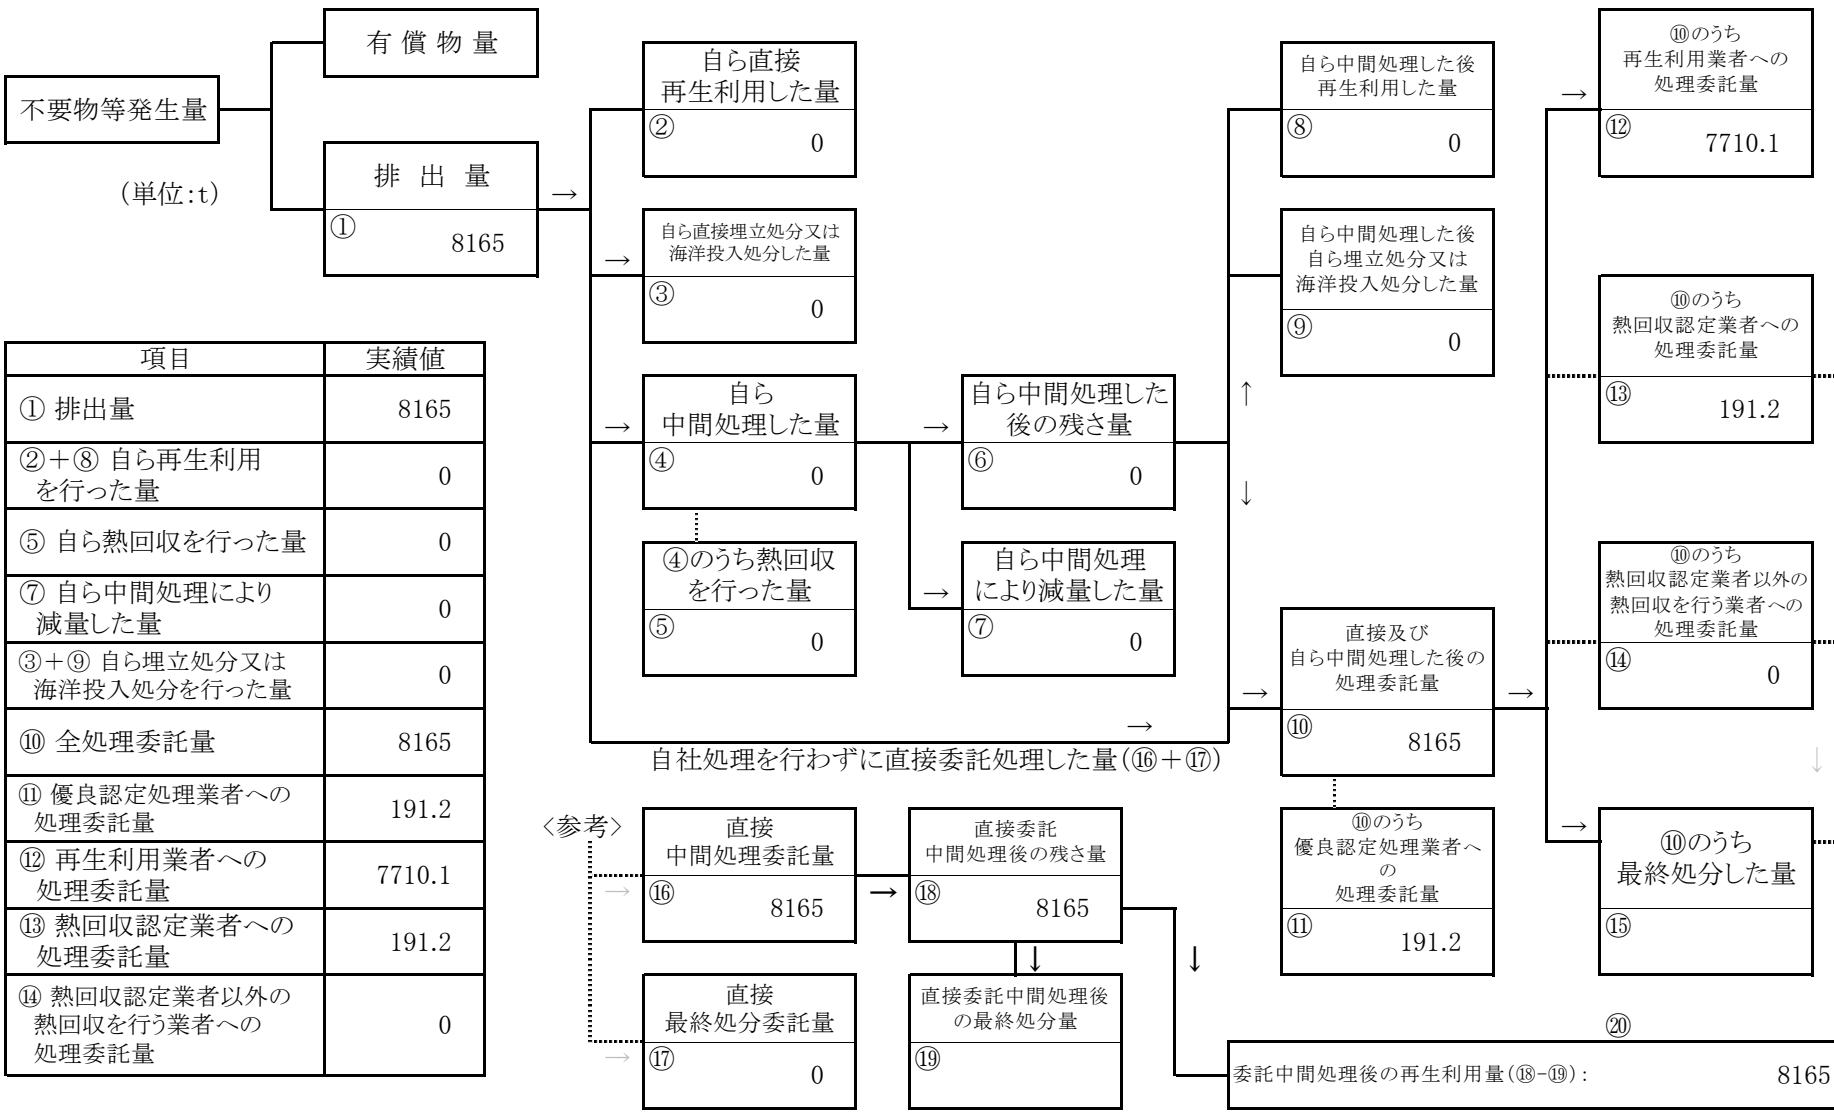 有 償 物 量
不要物等発生量
(単位:t)
排 出 量
①
8165
→
項目 実績値
① 排出量 8165
②+⑧ 自ら再生利用
を行った量 0
⑤ 自ら熱回収を行った量 0
⑦ 自ら中間処理により
減量した量 0
③+⑨ 自ら埋立処分又は
海洋投入処分を行った量 0
⑩ 全処理委託量 8165
⑪ 優良認定処理業者への
処理委託量 191.2
⑫ 再生利用業者への
処理委託量 7710.1
⑬ 熱回収認定業者への
処理委託量 191.2
⑭ 熱回収認定業者以外の
熱回収を行う業者への
処理委託量 0
自ら直接
再生利用した量
②
0
→
自ら直接埋立処分又は
海洋投入処分した量
③
0
→
自ら
中間処理した量
④
0
④のうち熱回収
を行った量
⑤
0
→
自ら中間処理した
後の残さ量
⑥
0
→
自ら中間処理
により減量した量
⑦
0
→
自社処理を行わずに直接委託処理した量(⑯+⑰)
自ら中間処理した後
再生利用した量
⑧
0
自ら中間処理した後
自ら埋立処分又は
海洋投入処分した量
⑨
0
↑
↓
→
直接及び
自ら中間処理した後の
処理委託量
⑩
8165
→
⑩のうち
優良認定処理業者へ
の
処理委託量
⑪
191.2
→
⑩のうち
再生利用業者への
処理委託量
⑫
7710.1
⑩のうち
熱回収認定業者への
処理委託量
⑬
191.2
⑩のうち
熱回収認定業者以外の
熱回収を行う業者への
処理委託量
⑭
0
↓
→
⑩のうち
最終処分した量
⑮
<参考>
→
直接
中間処理委託量
⑯
8165
→
直接委託
中間処理後の残さ量
⑱
8165
↓
↓
→
直接
最終処分委託量
⑰
0
直接委託中間処理後
の最終処分量
⑲
⑳
委託中間処理後の再生利用量(⑱-⑲): 8165